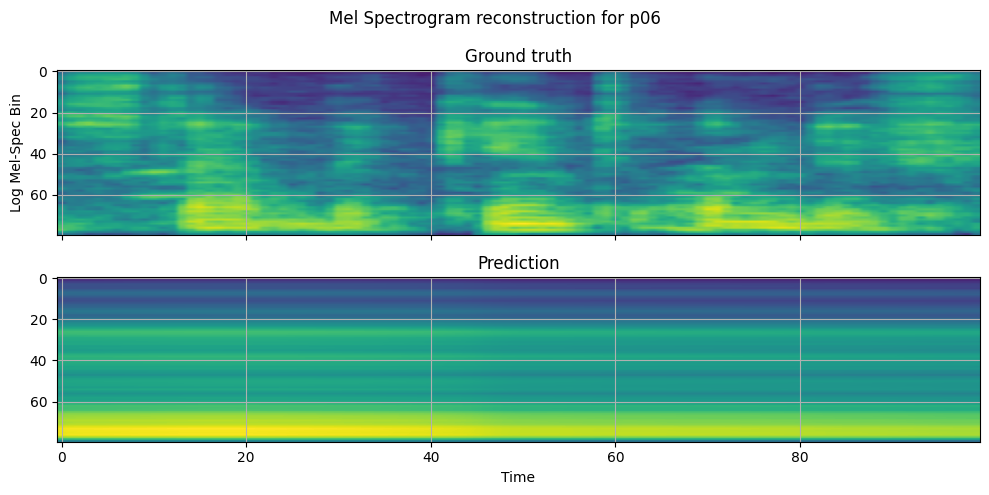 Mel Spectrogram reconstruction for p06
Ground truth
0
20
40
60
Log Mel-Spec Bin
Prediction
0
20
40
60
0 20 40 60 80
Time